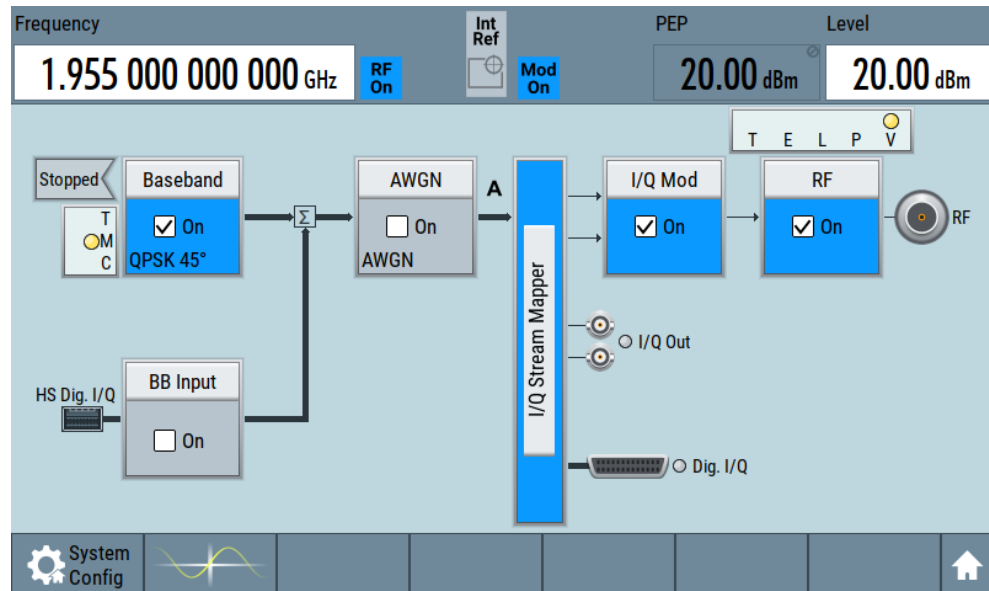 Frequency
Int
Ref
PEP
Level
1.955 000 000 000 GHz
RF
On
Mod
On
20.00 dBm
20.00 dBm
T E L P V
Stopped
Baseband
On
QPSK 45°
T
M
C
Σ
AWGN
On
AWGN
A
I/Q Stream Mapper
I/Q Mod
On
RF
On
RF
I/Q Out
HS Dig. I/Q
BB Input
On
Dig. I/Q
System
Config